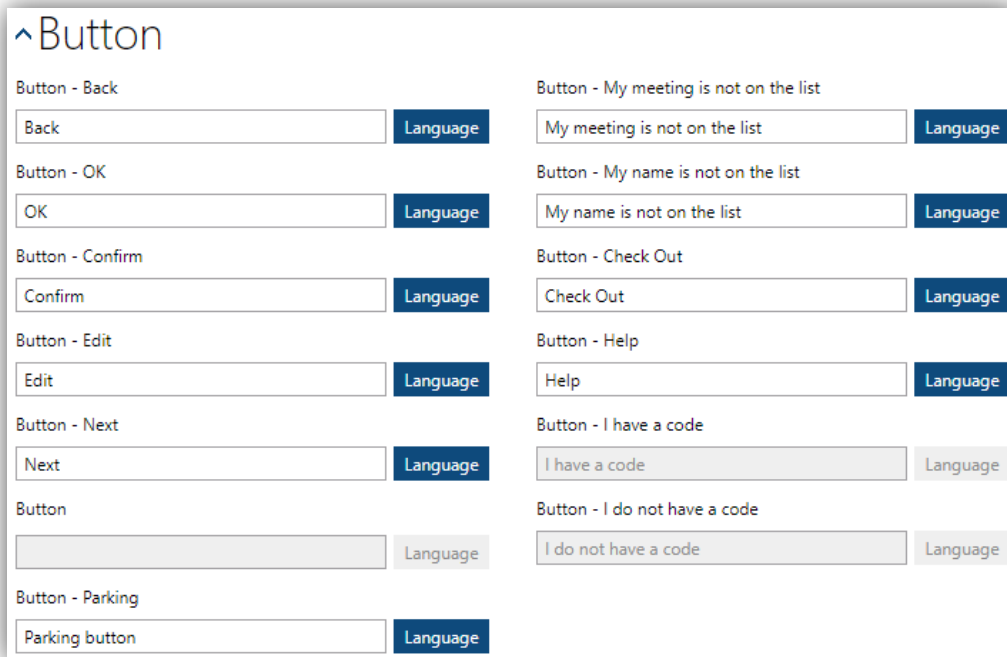 Button
Button - Back
Back Language
Button - OK
OK Language
Button - Confirm
Confirm Language
Button - Edit
Edit Language
Button - Next
Next Language
Button
Language
Button - Parking
Parking button Language
Button - My meeting is not on the list
My meeting is not on the list Language
Button - My name is not on the list
My name is not on the list Language
Button - Check Out
Check Out Language
Button - Help
Help Language
Button - I have a code
I have a code Language
Button - I do not have a code
I do not have a code Language